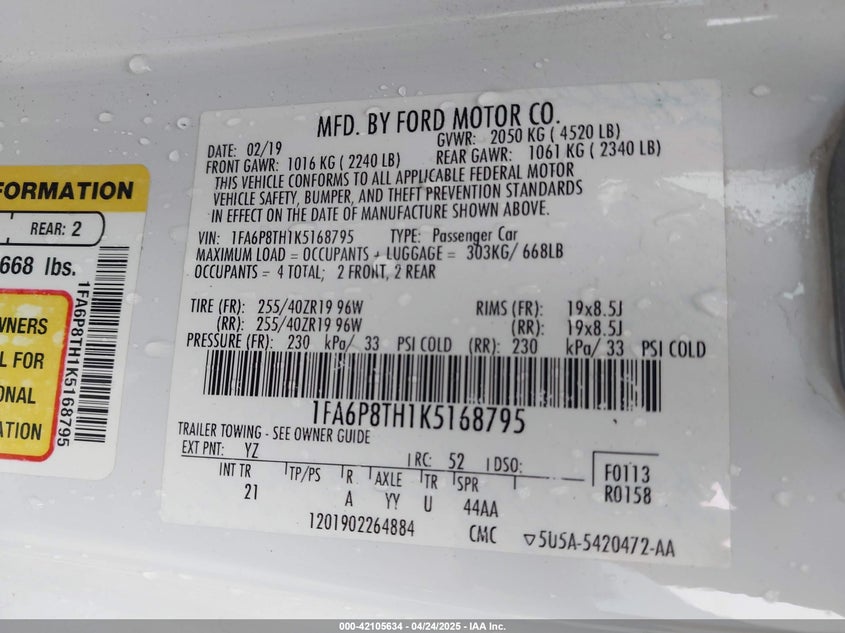 FORMATION
REAR: 2
668 lbs.
WNERS
L FOR
ONAL
ATION
1FA6P8TH1K5168795
MFD. BY FORD MOTOR CO.
DATE: 02/19 GVWR: 2050 KG ( 4520 LB)
FRONT GAWR: 1016 KG ( 2240 LB) REAR GAWR: 1061 KG ( 2340 LB)
THIS VEHICLE CONFORMS TO ALL APPLICABLE FEDERAL MOTOR
VEHICLE SAFETY, BUMPER, AND THEFT PREVENTION STANDARDS
IN EFFECT ON THE DATE OF MANUFACTURE SHOWN ABOVE.
VIN: 1FA6P8TH1K5168795 TYPE: Passenger Car
MAXIMUM LOAD = OCCUPANTS + LUGGAGE = 303KG/ 668LB
OCCUPANTS = 4 TOTAL; 2 FRONT, 2 REAR
TIRE (FR): 255/40ZR19 96W RIMS (FR): 19x8.5J
(RR): 255/40ZR19 96W (RR): 19x8.5J
PRESSURE (FR): 230 kPa/ 33 PSI COLD (RR): 230 kPa/ 33 PSI COLD
1FA6P8TH1K5168795
TRAILER TOWING - SEE OWNER GUIDE
EXT PNT: YZ RC: 52 DSO: F0113
INT TR TP/PS R AXLE TR SPR R0158
21 A YY U 44AA
1201902264884 CMC ▽5U5A-5420472-AA
000-42105634 - 04/24/2025 - IAA Inc.